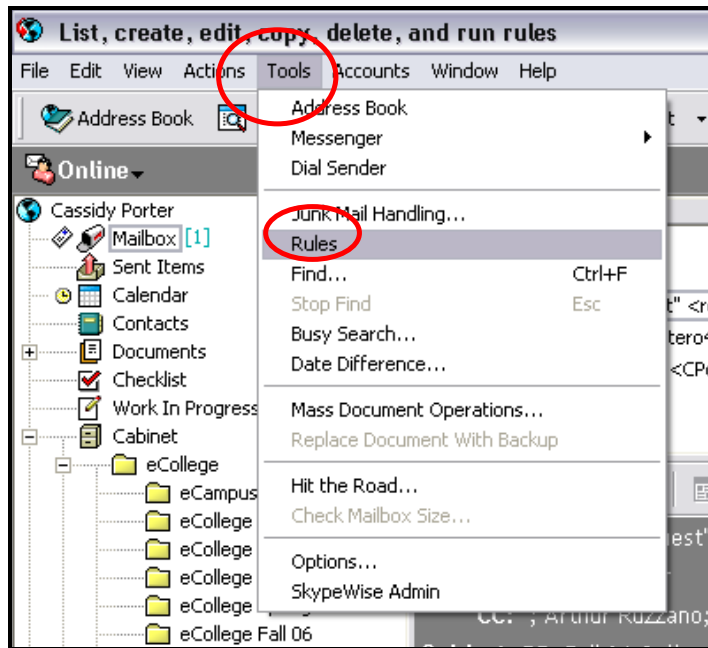 List, create, edit, copy, delete, and run rules
File Edit View Actions Tools Accounts Window Help
Address Book
Online
Cassidy Porter
Mailbox [1]
Sent Items
Calendar
Contacts
Documents
Checklist
Work In Progress
Cabinet
eCollege
eCampus
eCollege
eCollege
eCollege
eCollege
eCollege Fall 06
Address Book
Messenger
Dial Sender
Junk Mail Handling...
Rules
Find... Ctrl+F
Stop Find Esc
Busy Search...
Date Difference...
Mass Document Operations...
Replace Document With Backup
Hit the Road...
Check Mailbox Size...
Options...
SkypeWise Admin
CC: ; Arthur Ruzzano;